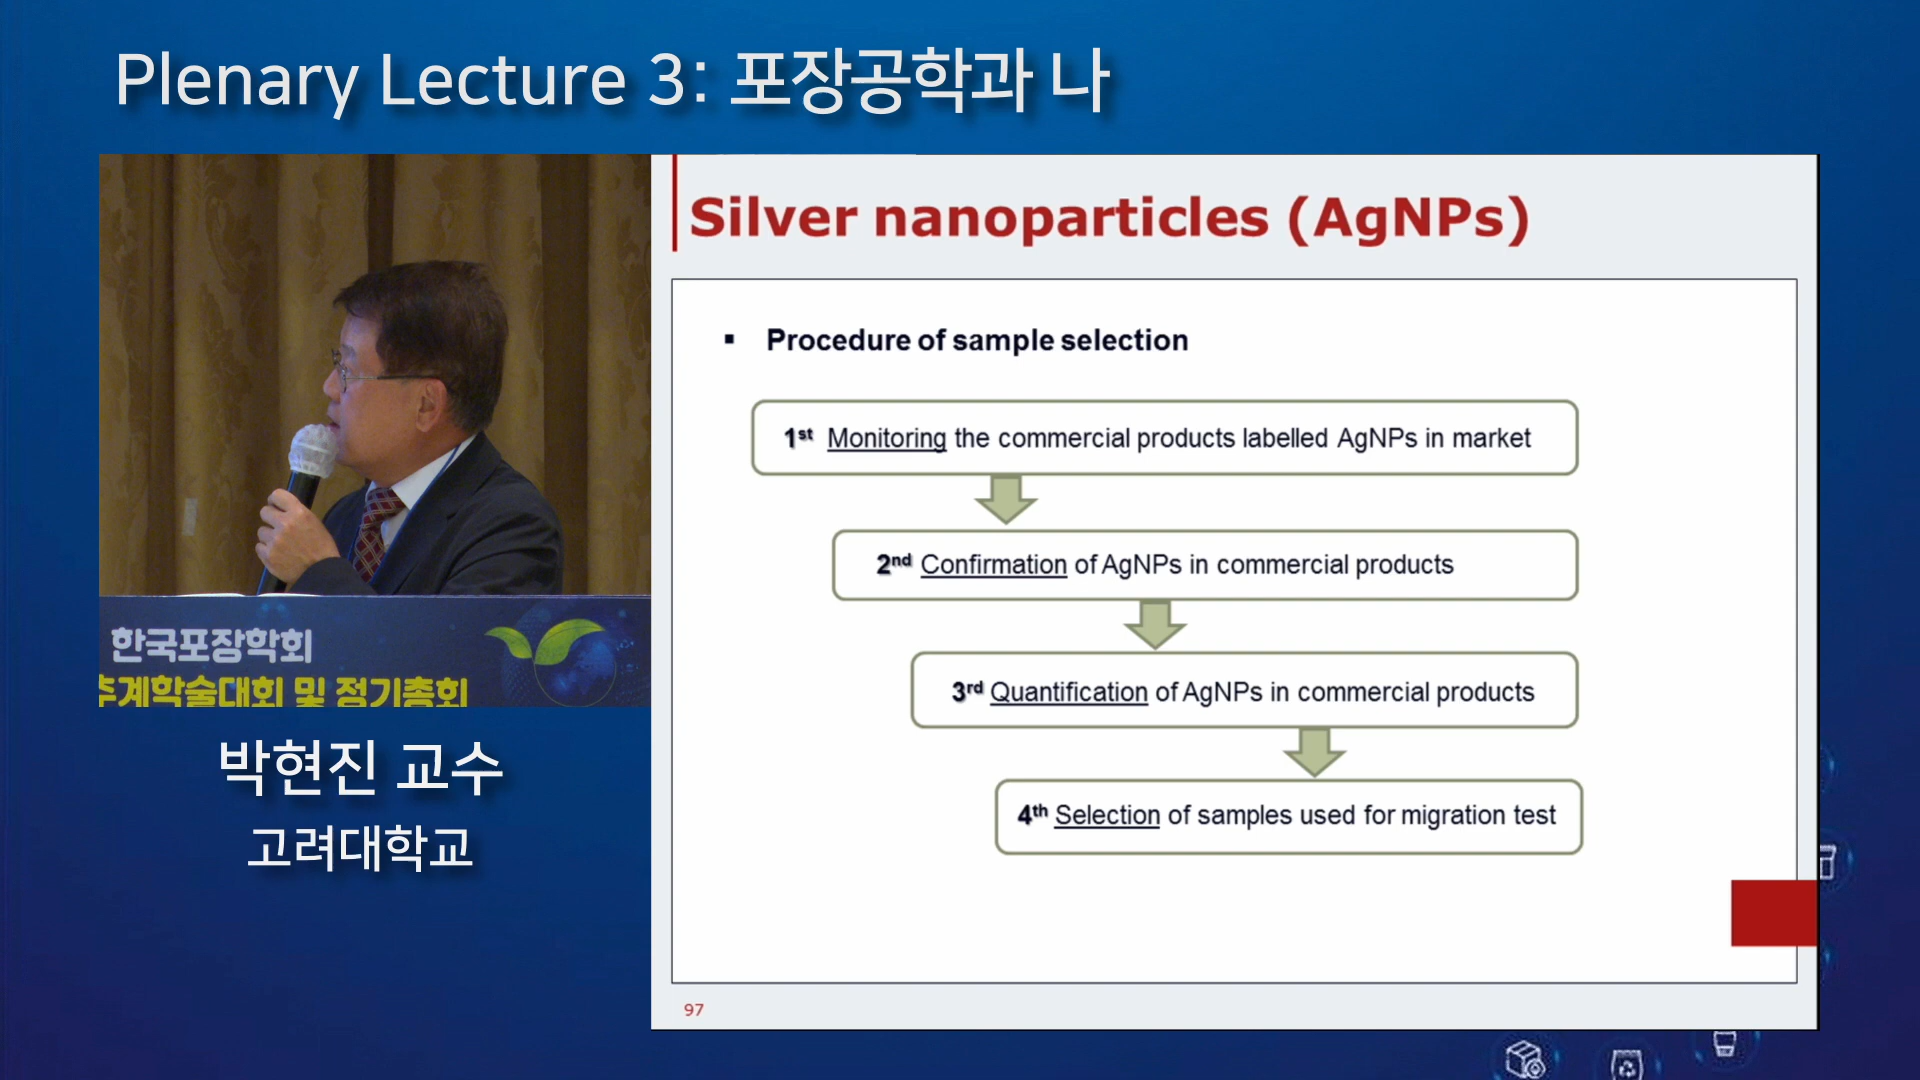 Plenary Lecture 3: 포장공학과 나
Silver nanoparticles (AgNPs)
▪ Procedure of sample selection
1st Monitoring the commercial products labelled AgNPs in market
2nd Confirmation of AgNPs in commercial products
3rd Quantification of AgNPs in commercial products
4th Selection of samples used for migration test
97
한국포장학회
추계학술대회 및 정기총회
박현진 교수
고려대학교